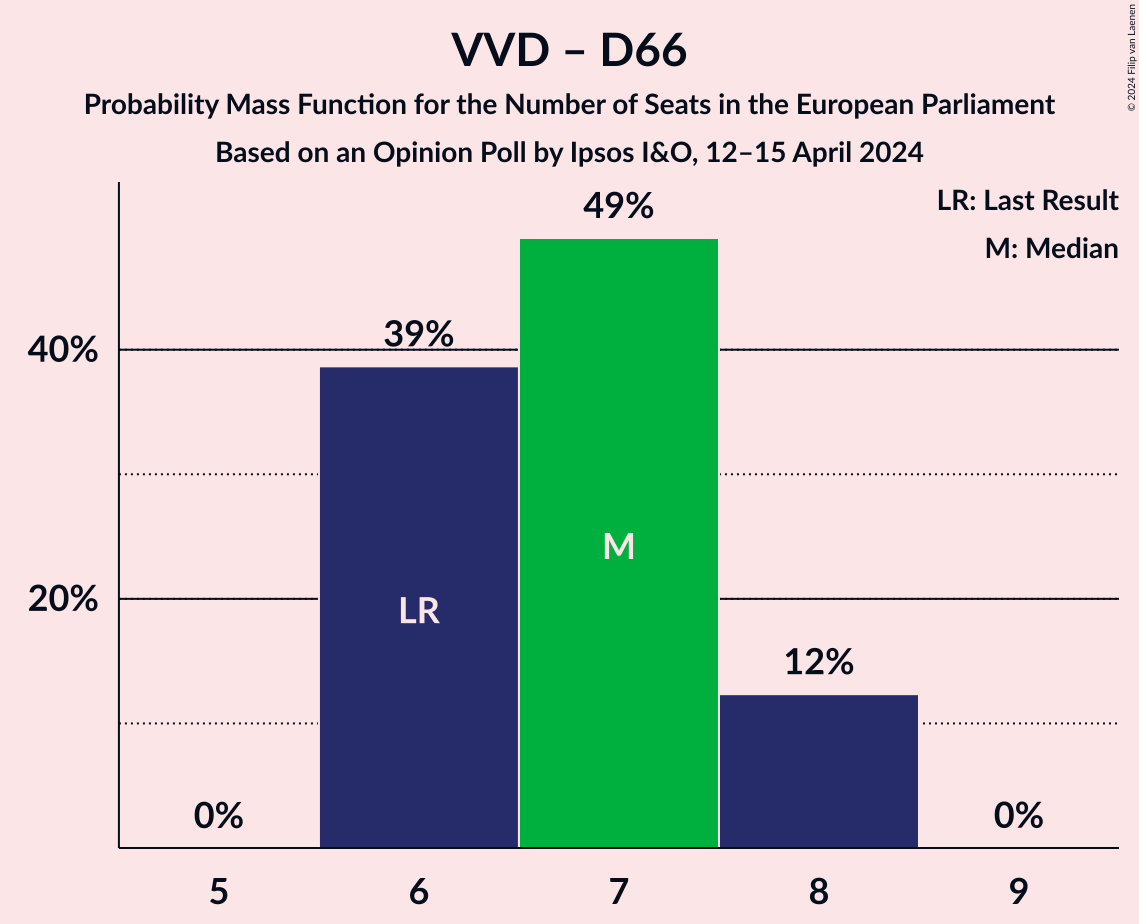 VVD – D66
Probability Mass Function for the Number of Seats in the European Parliament
Based on an Opinion Poll by Ipsos I&O, 12–15 April 2024
© 2024 Filip van Laenen
LR: Last Result
M: Median
49%
39%
40%
M
20%
LR
12%
0%
0%
5 6 7 8 9